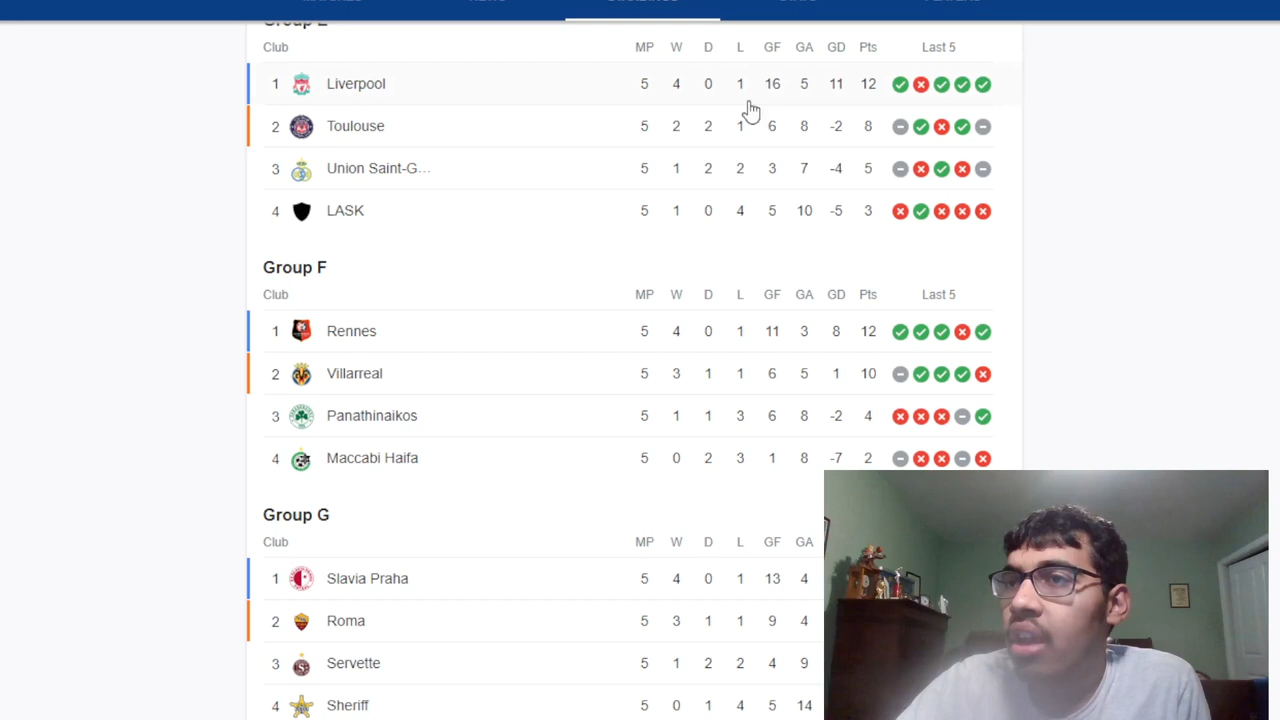 Club MP W D L GF GA GD Pts Last 5
1 Liverpool 5 4 0 1 16 5 11 12
2 Toulouse 5 2 2 1 6 8 -2 8
3 Union Saint-G... 5 1 2 2 3 7 -4 5
4 LASK 5 1 0 4 5 10 -5 3
Group F
Club MP W D L GF GA GD Pts Last 5
1 Rennes 5 4 0 1 11 3 8 12
2 Villarreal 5 3 1 1 6 5 1 10
3 Panathinaikos 5 1 1 3 6 8 -2 4
4 Maccabi Haifa 5 0 2 3 1 8 -7 2
Group G
Club MP W D L GF GA
1 Slavia Praha 5 4 0 1 13 4
2 Roma 5 3 1 1 9 4
3 Servette 5 1 2 2 4 9
4 Sheriff 5 0 1 4 5 14